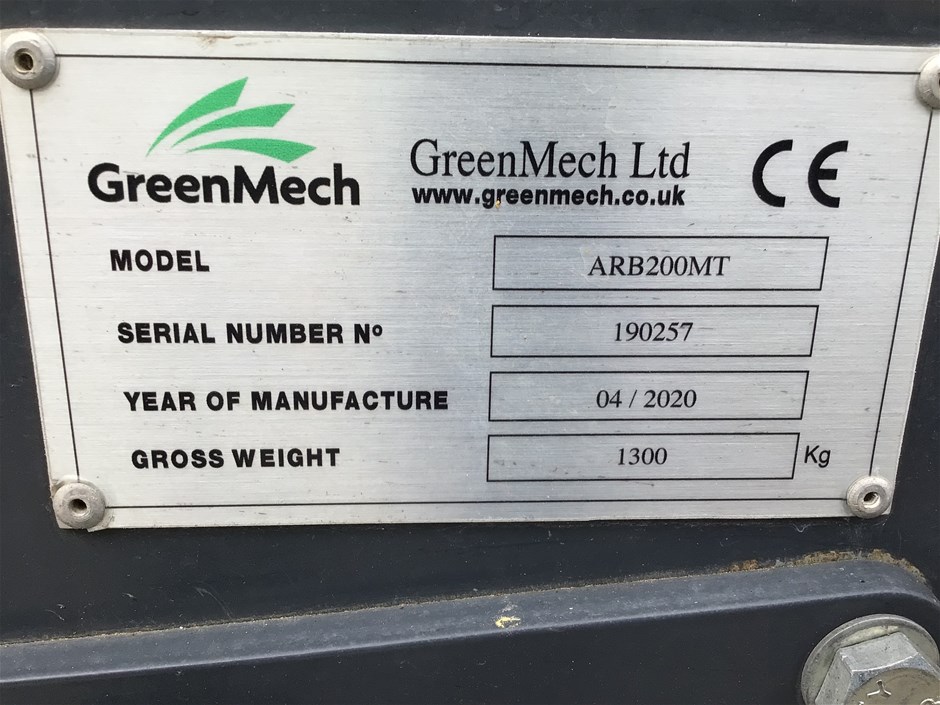 GreenMech
GreenMech Ltd
www.greenmech.co.uk
CE
MODEL ARB200MT
SERIAL NUMBER Nº 190257
YEAR OF MANUFACTURE 04 / 2020
GROSS WEIGHT 1300 Kg